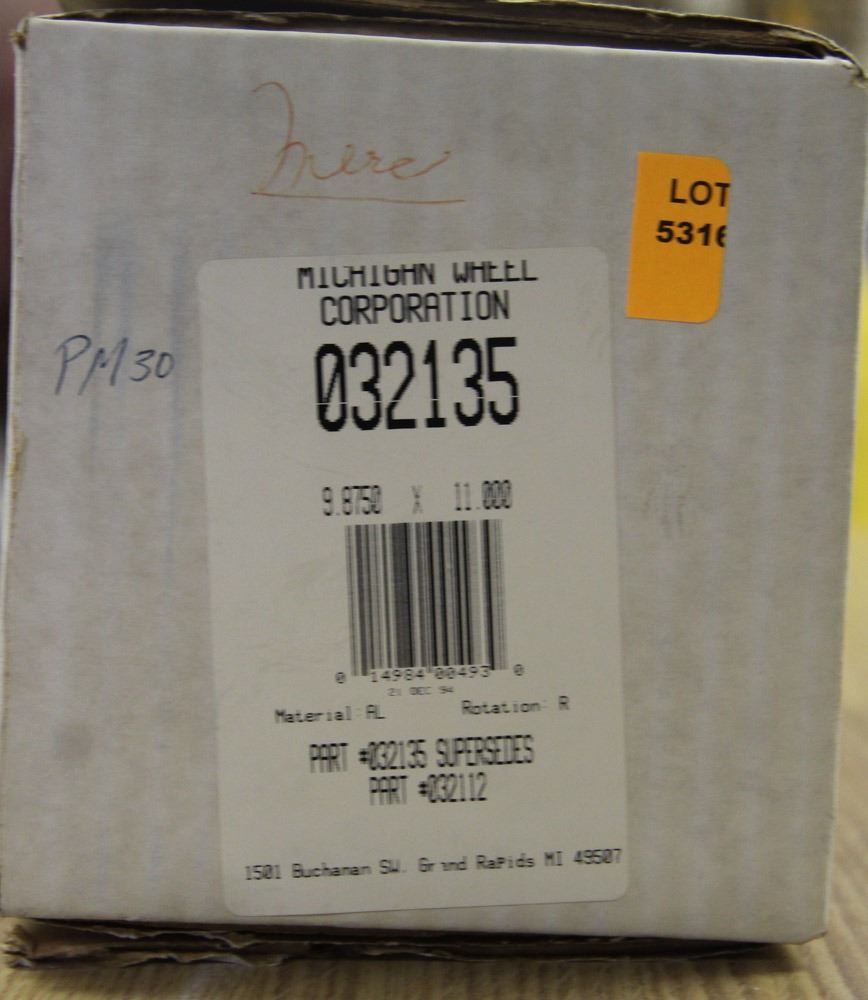 Merc
LOT
5316
MICHIGAN WHEEL
CORPORATION
PM30
032135
9.8750 X 11.000
0 14984 00493 0
21 DEC 94
Material: AL Rotation: R
PART #032135 SUPERSEDES
PART #032112
1501 Buchanan SW. Grand Rapids MI 49507